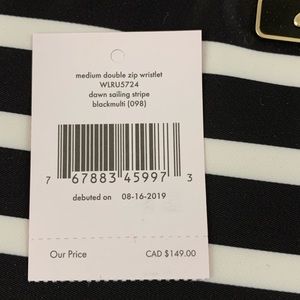 medium double zip wristlet
WLRU5724
dawn sailing stripe
blackmulti (098)
7 67883 45997 3
debuted on 08-16-2019
Our Price CAD $149.00